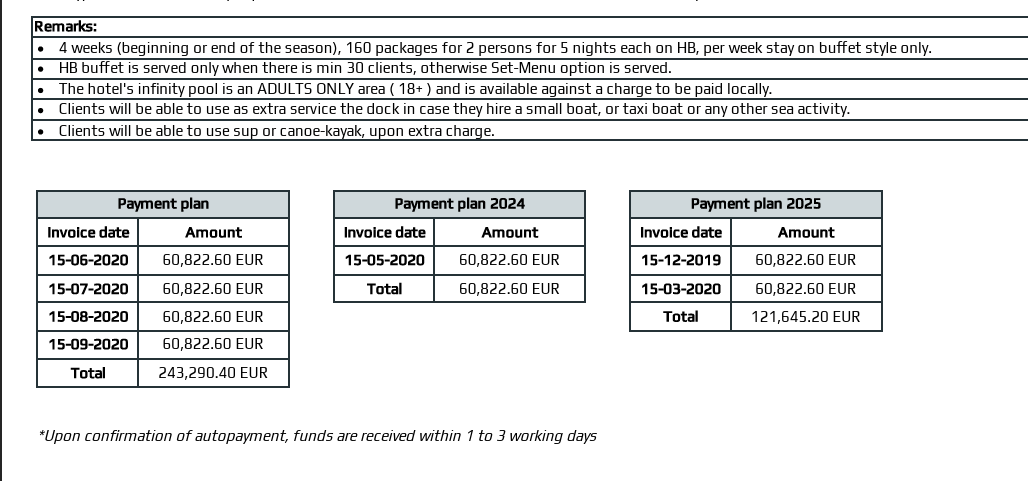 Remarks:
• 4 weeks (beginning or end of the season), 160 packages for 2 persons for 5 nights each on HB, per week stay on buffet style only.
• HB buffet is served only when there is min 30 clients, otherwise Set-Menu option is served.
• The hotel's infinity pool is an ADULTS ONLY area ( 18+ ) and is available against a charge to be paid locally.
• Clients will be able to use as extra service the dock in case they hire a small boat, or taxi boat or any other sea activity.
• Clients will be able to use sup or canoe-kayak, upon extra charge.
Payment plan
Invoice date Amount
15-06-2020 60,822.60 EUR
15-07-2020 60,822.60 EUR
15-08-2020 60,822.60 EUR
15-09-2020 60,822.60 EUR
Total 243,290.40 EUR
Payment plan 2024
Invoice date Amount
15-05-2020 60,822.60 EUR
Total 60,822.60 EUR
Payment plan 2025
Invoice date Amount
15-12-2019 60,822.60 EUR
15-03-2020 60,822.60 EUR
Total 121,645.20 EUR
*Upon confirmation of autopayment, funds are received within 1 to 3 working days